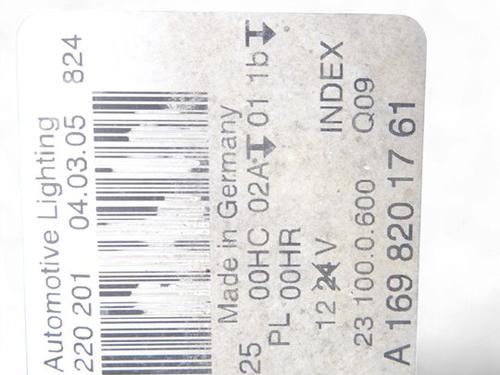 Automotive Lighting
220 201 04.03.05 824
Made in Germany
25 00HC 02A 01 1b
PL 00HR
12 24 V INDEX
23 100.0.600 Q09
A 169 820 17 61